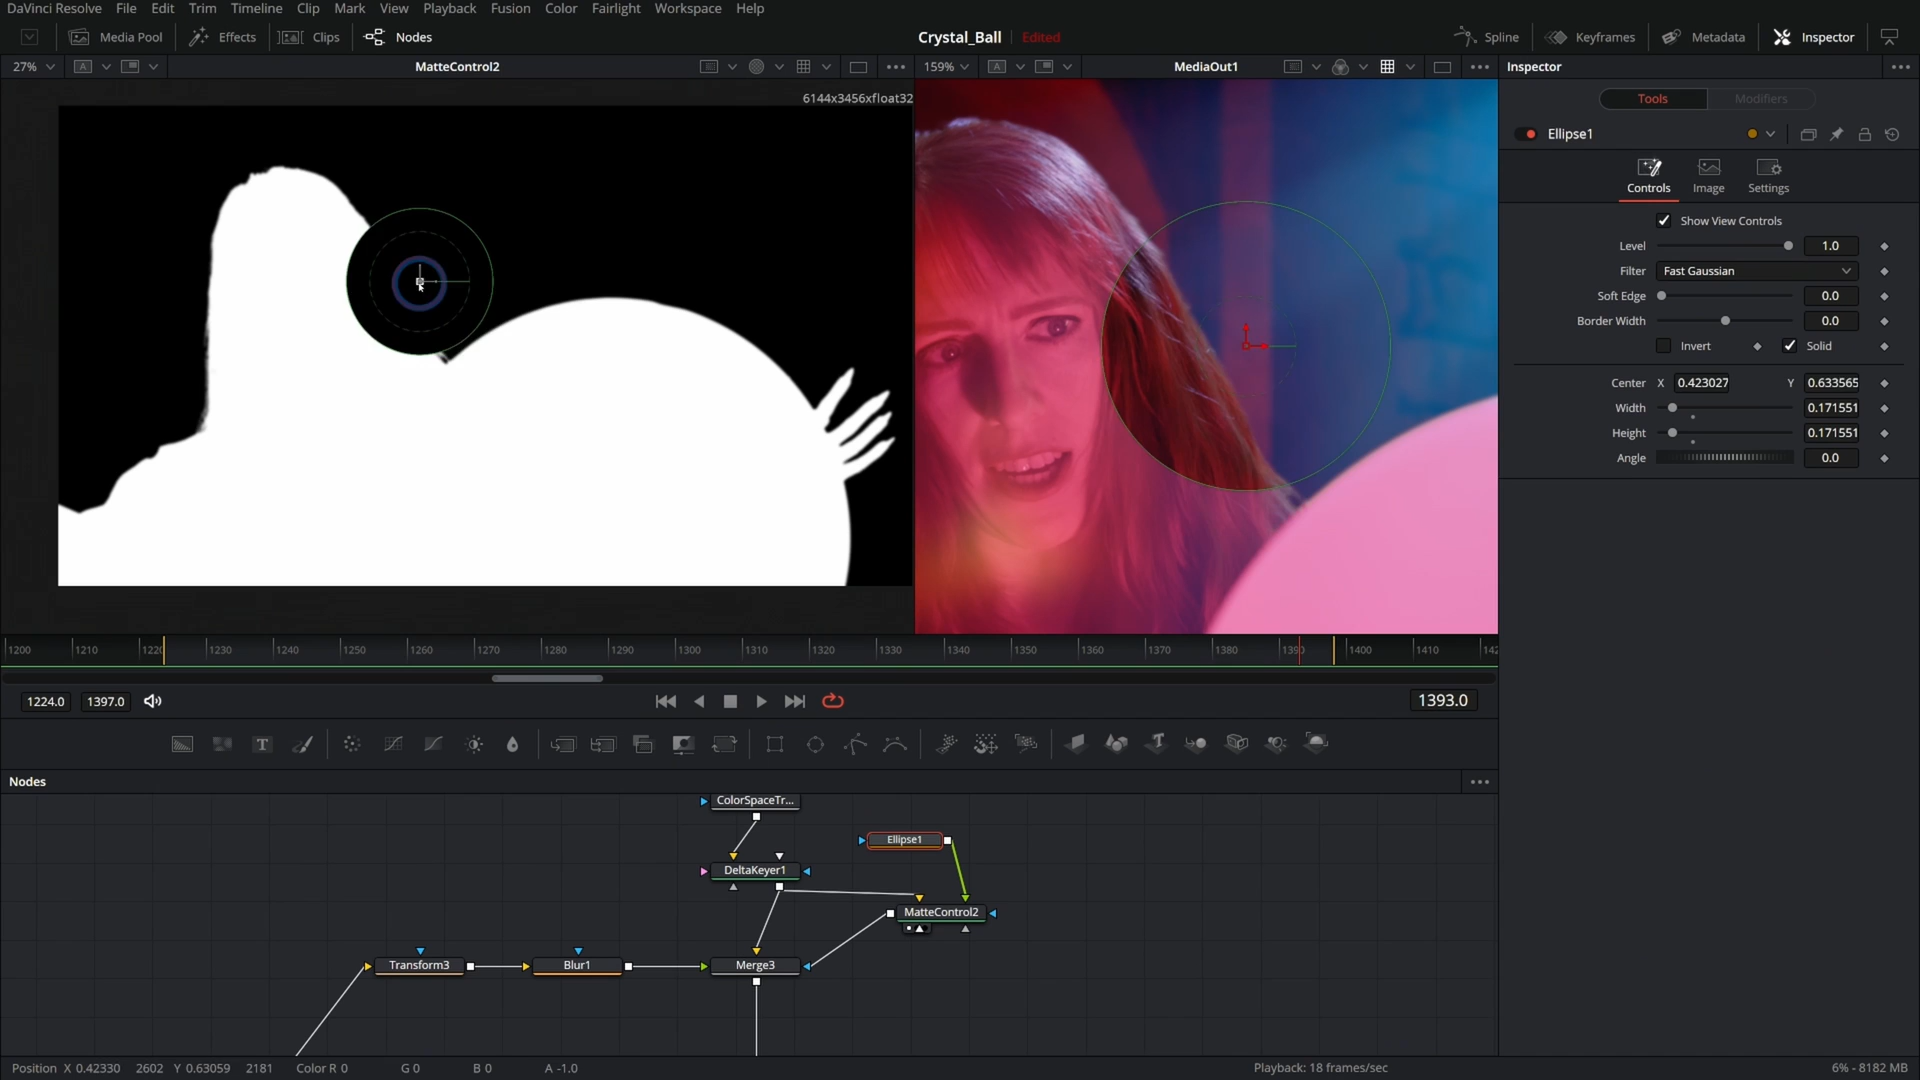 DaVinci Resolve File Edit Trim Timeline Clip Mark View Playback Fusion Color Fairlight Workspace Help
Media Pool Effects Clips Nodes Crystal_Ball Edited Spline Keyframes Metadata Inspector
27% A MatteControl2 159% A MediaOut1 Inspector
6144x3456xfloat32
Tools Modifiers
Ellipse1
Controls Image Settings
Show View Controls
Level 1.0
Filter Fast Gaussian
Soft Edge 0.0
Border Width 0.0
Invert Solid
Center X 0.423027 Y 0.633565
Width 0.171551
Height 0.171551
Angle 0.0
1200 1210 1220 1230 1240 1250 1260 1270 1280 1290 1300 1310 1320 1330 1340 1350 1360 1370 1380 1390 1400 1410
1224.0 1397.0 1393.0
T T
Nodes
ColorSpaceTr...
Ellipse1
DeltaKeyer1
MatteControl2
Transform3 Blur1 Merge3
Position X 0.42330 2602 Y 0.63059 2181 Color R 0 G 0 B 0 A -1.0 Playback: 18 frames/sec 6% - 8182 MB